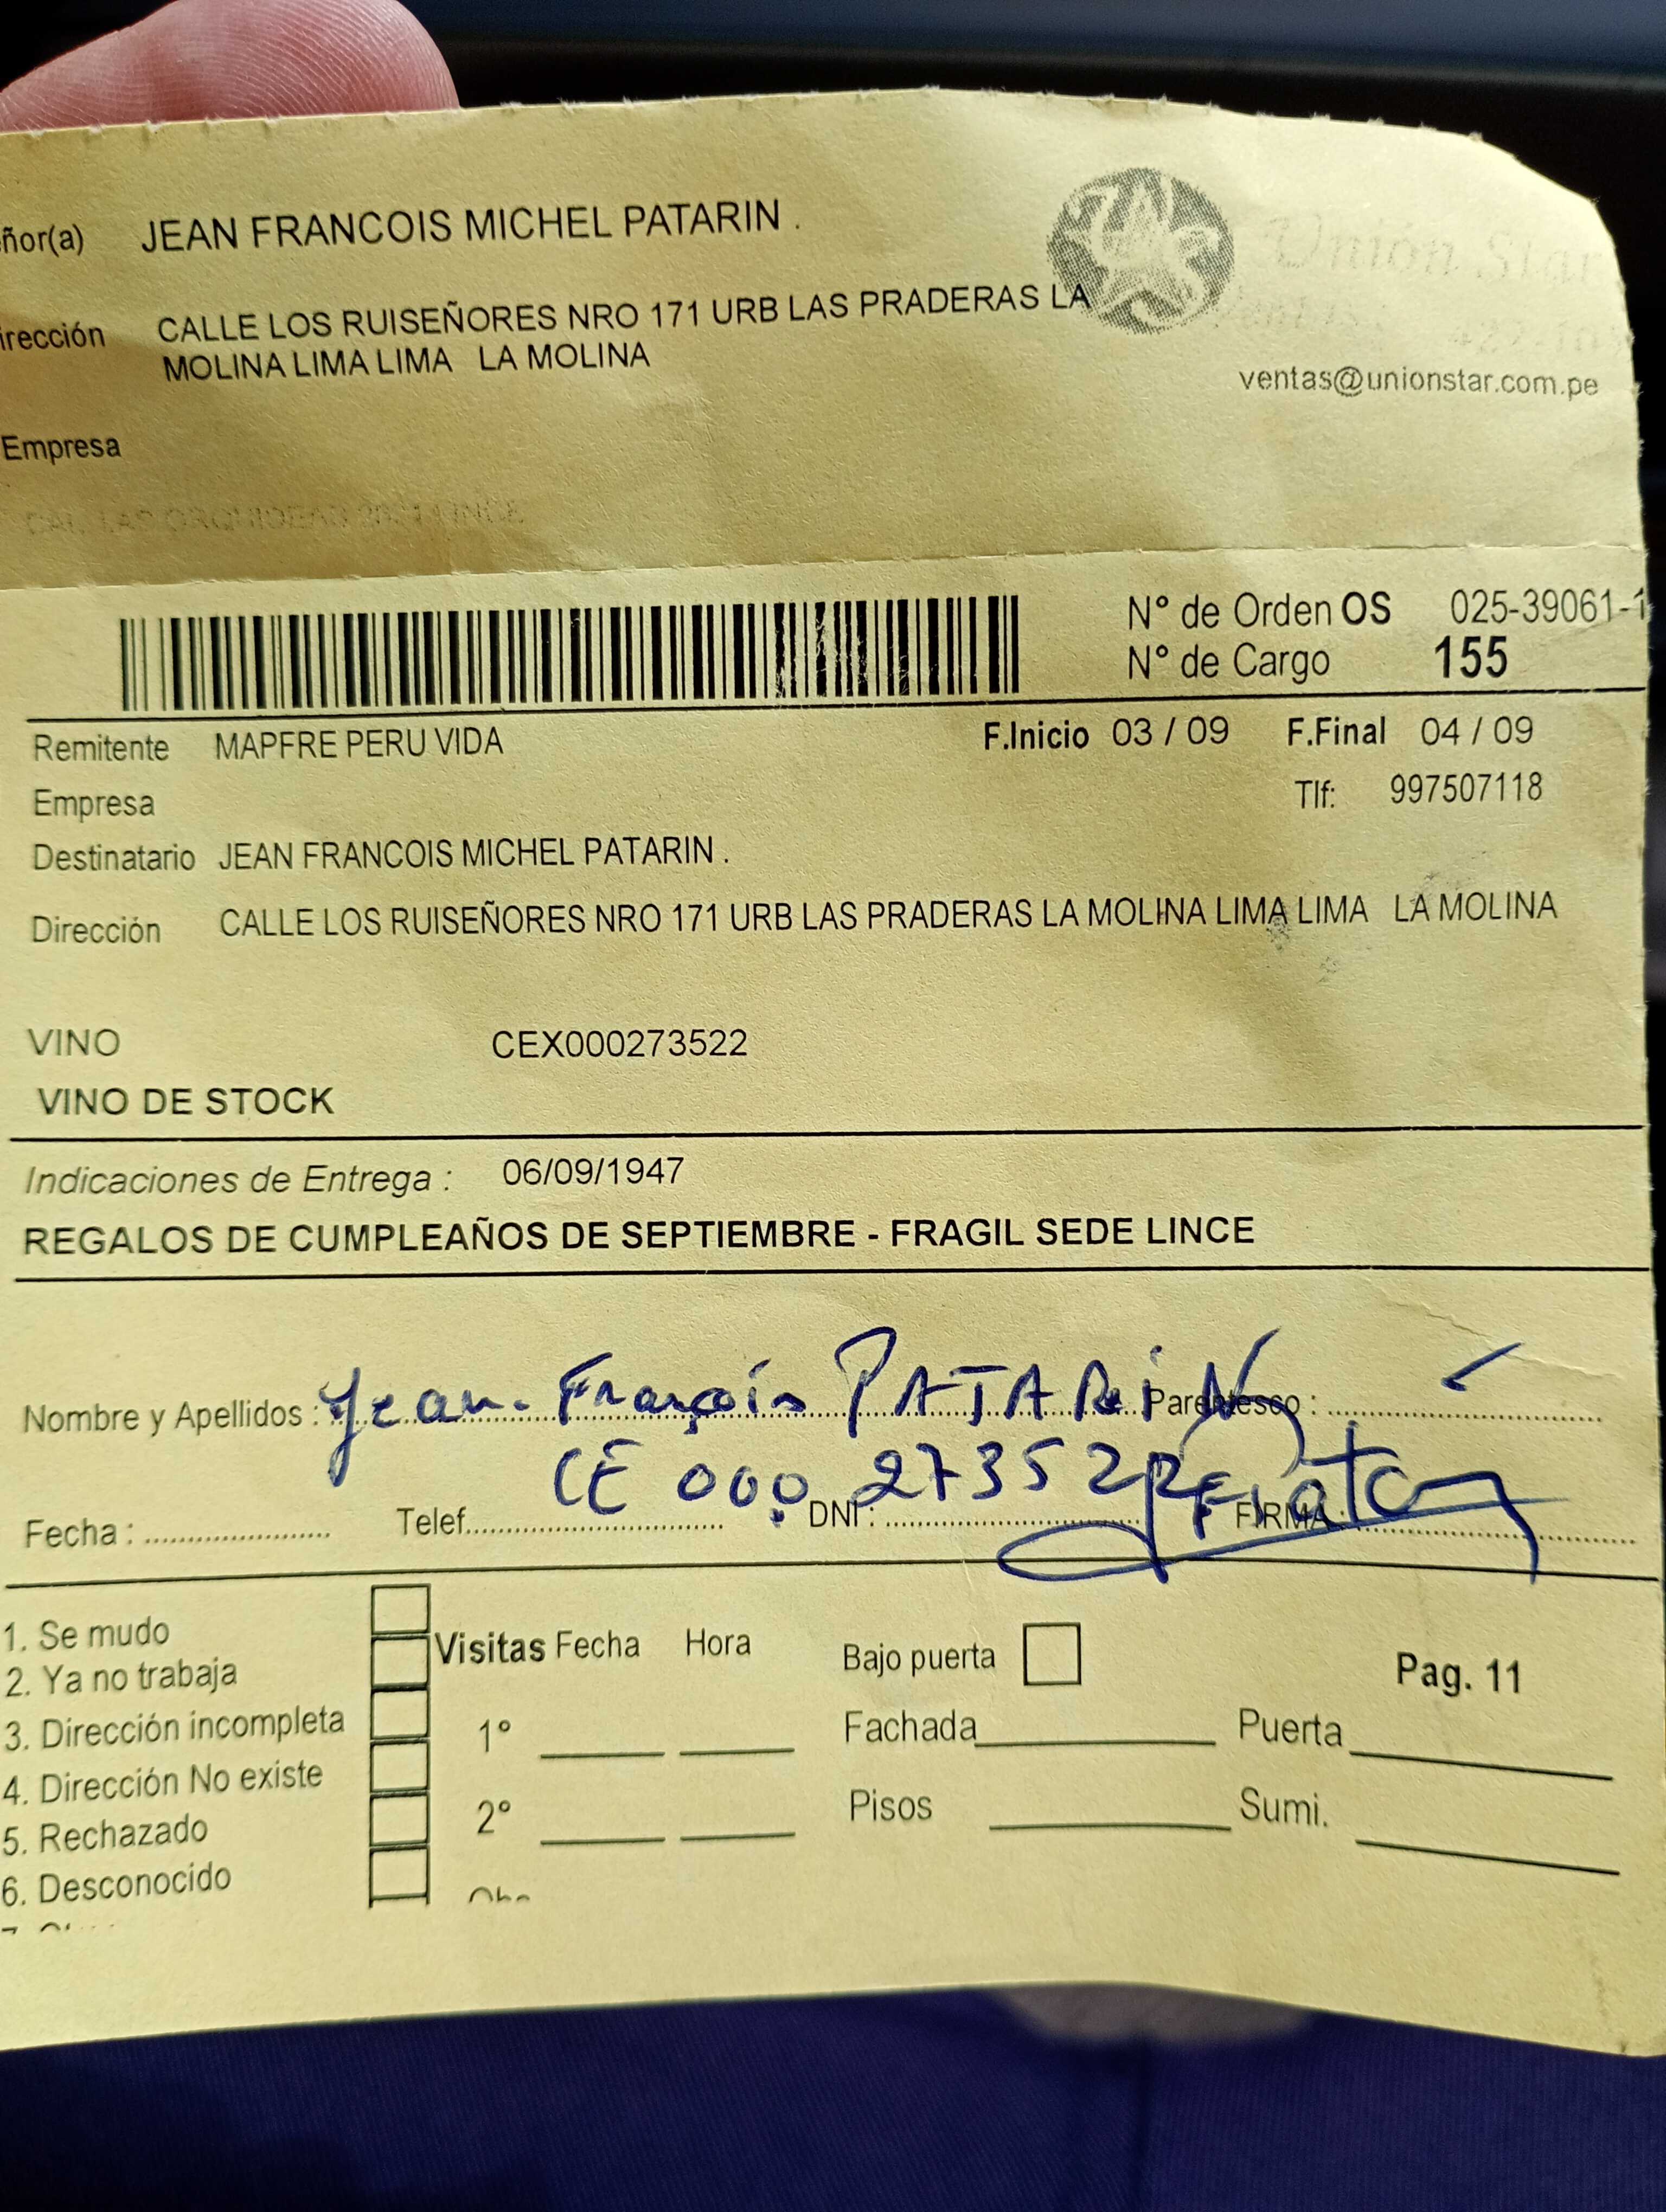 ñor(a) JEAN FRANCOIS MICHEL PATARIN .
Unión Star
irección CALLE LOS RUISEÑORES NRO 171 URB LAS PRADERAS LA
MOLINA LIMA LIMA LA MOLINA
ventas@unionstar.com.pe
Empresa
CAL. LAS ORQUIDEAS LINCE
N° de Orden OS 025-39061-1
N° de Cargo 155
Remitente MAPFRE PERU VIDA F.Inicio 03 / 09 F.Final 04 / 09
Empresa Tlf: 997507118
Destinatario JEAN FRANCOIS MICHEL PATARIN .
Dirección CALLE LOS RUISEÑORES NRO 171 URB LAS PRADERAS LA MOLINA LIMA LIMA LA MOLINA
VINO CEX000273522
VINO DE STOCK
Indicaciones de Entrega : 06/09/1947
REGALOS DE CUMPLEAÑOS DE SEPTIEMBRE - FRAGIL SEDE LINCE
Nombre y Apellidos : Jean-François PATARIN Parentesco :
CE 000 273522
Fecha : Telef. DNI : FIRMA :
1. Se mudo
2. Ya no trabaja
3. Dirección incompleta
4. Dirección No existe
5. Rechazado
6. Desconocido
Visitas Fecha Hora
1°
2°
Bajo puerta Pag. 11
Fachada Puerta
Pisos Sumi.